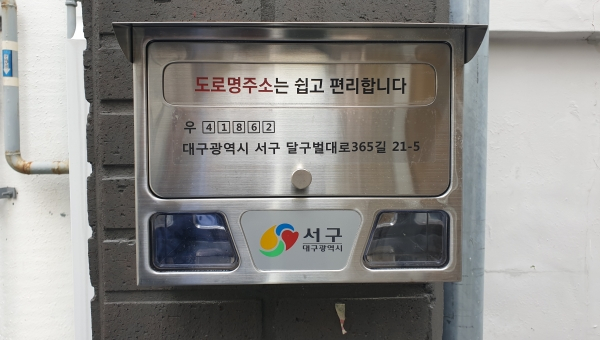 도로명주소는 쉽고 편리합니다
우 41862
대구광역시 서구 달구벌대로365길 21-5
서구
대구광역시